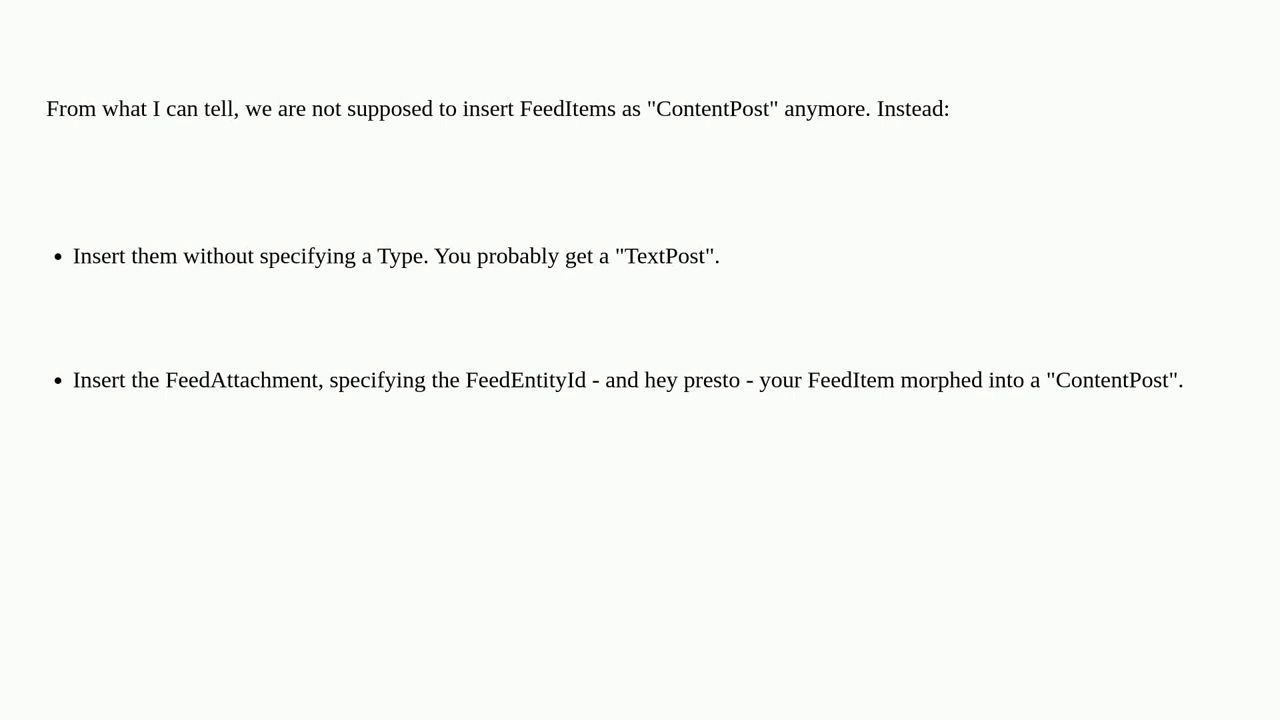 From what I can tell, we are not supposed to insert FeedItems as "ContentPost" anymore. Instead:
• Insert them without specifying a Type. You probably get a "TextPost".
• Insert the FeedAttachment, specifying the FeedEntityId - and hey presto - your FeedItem morphed into a "ContentPost".